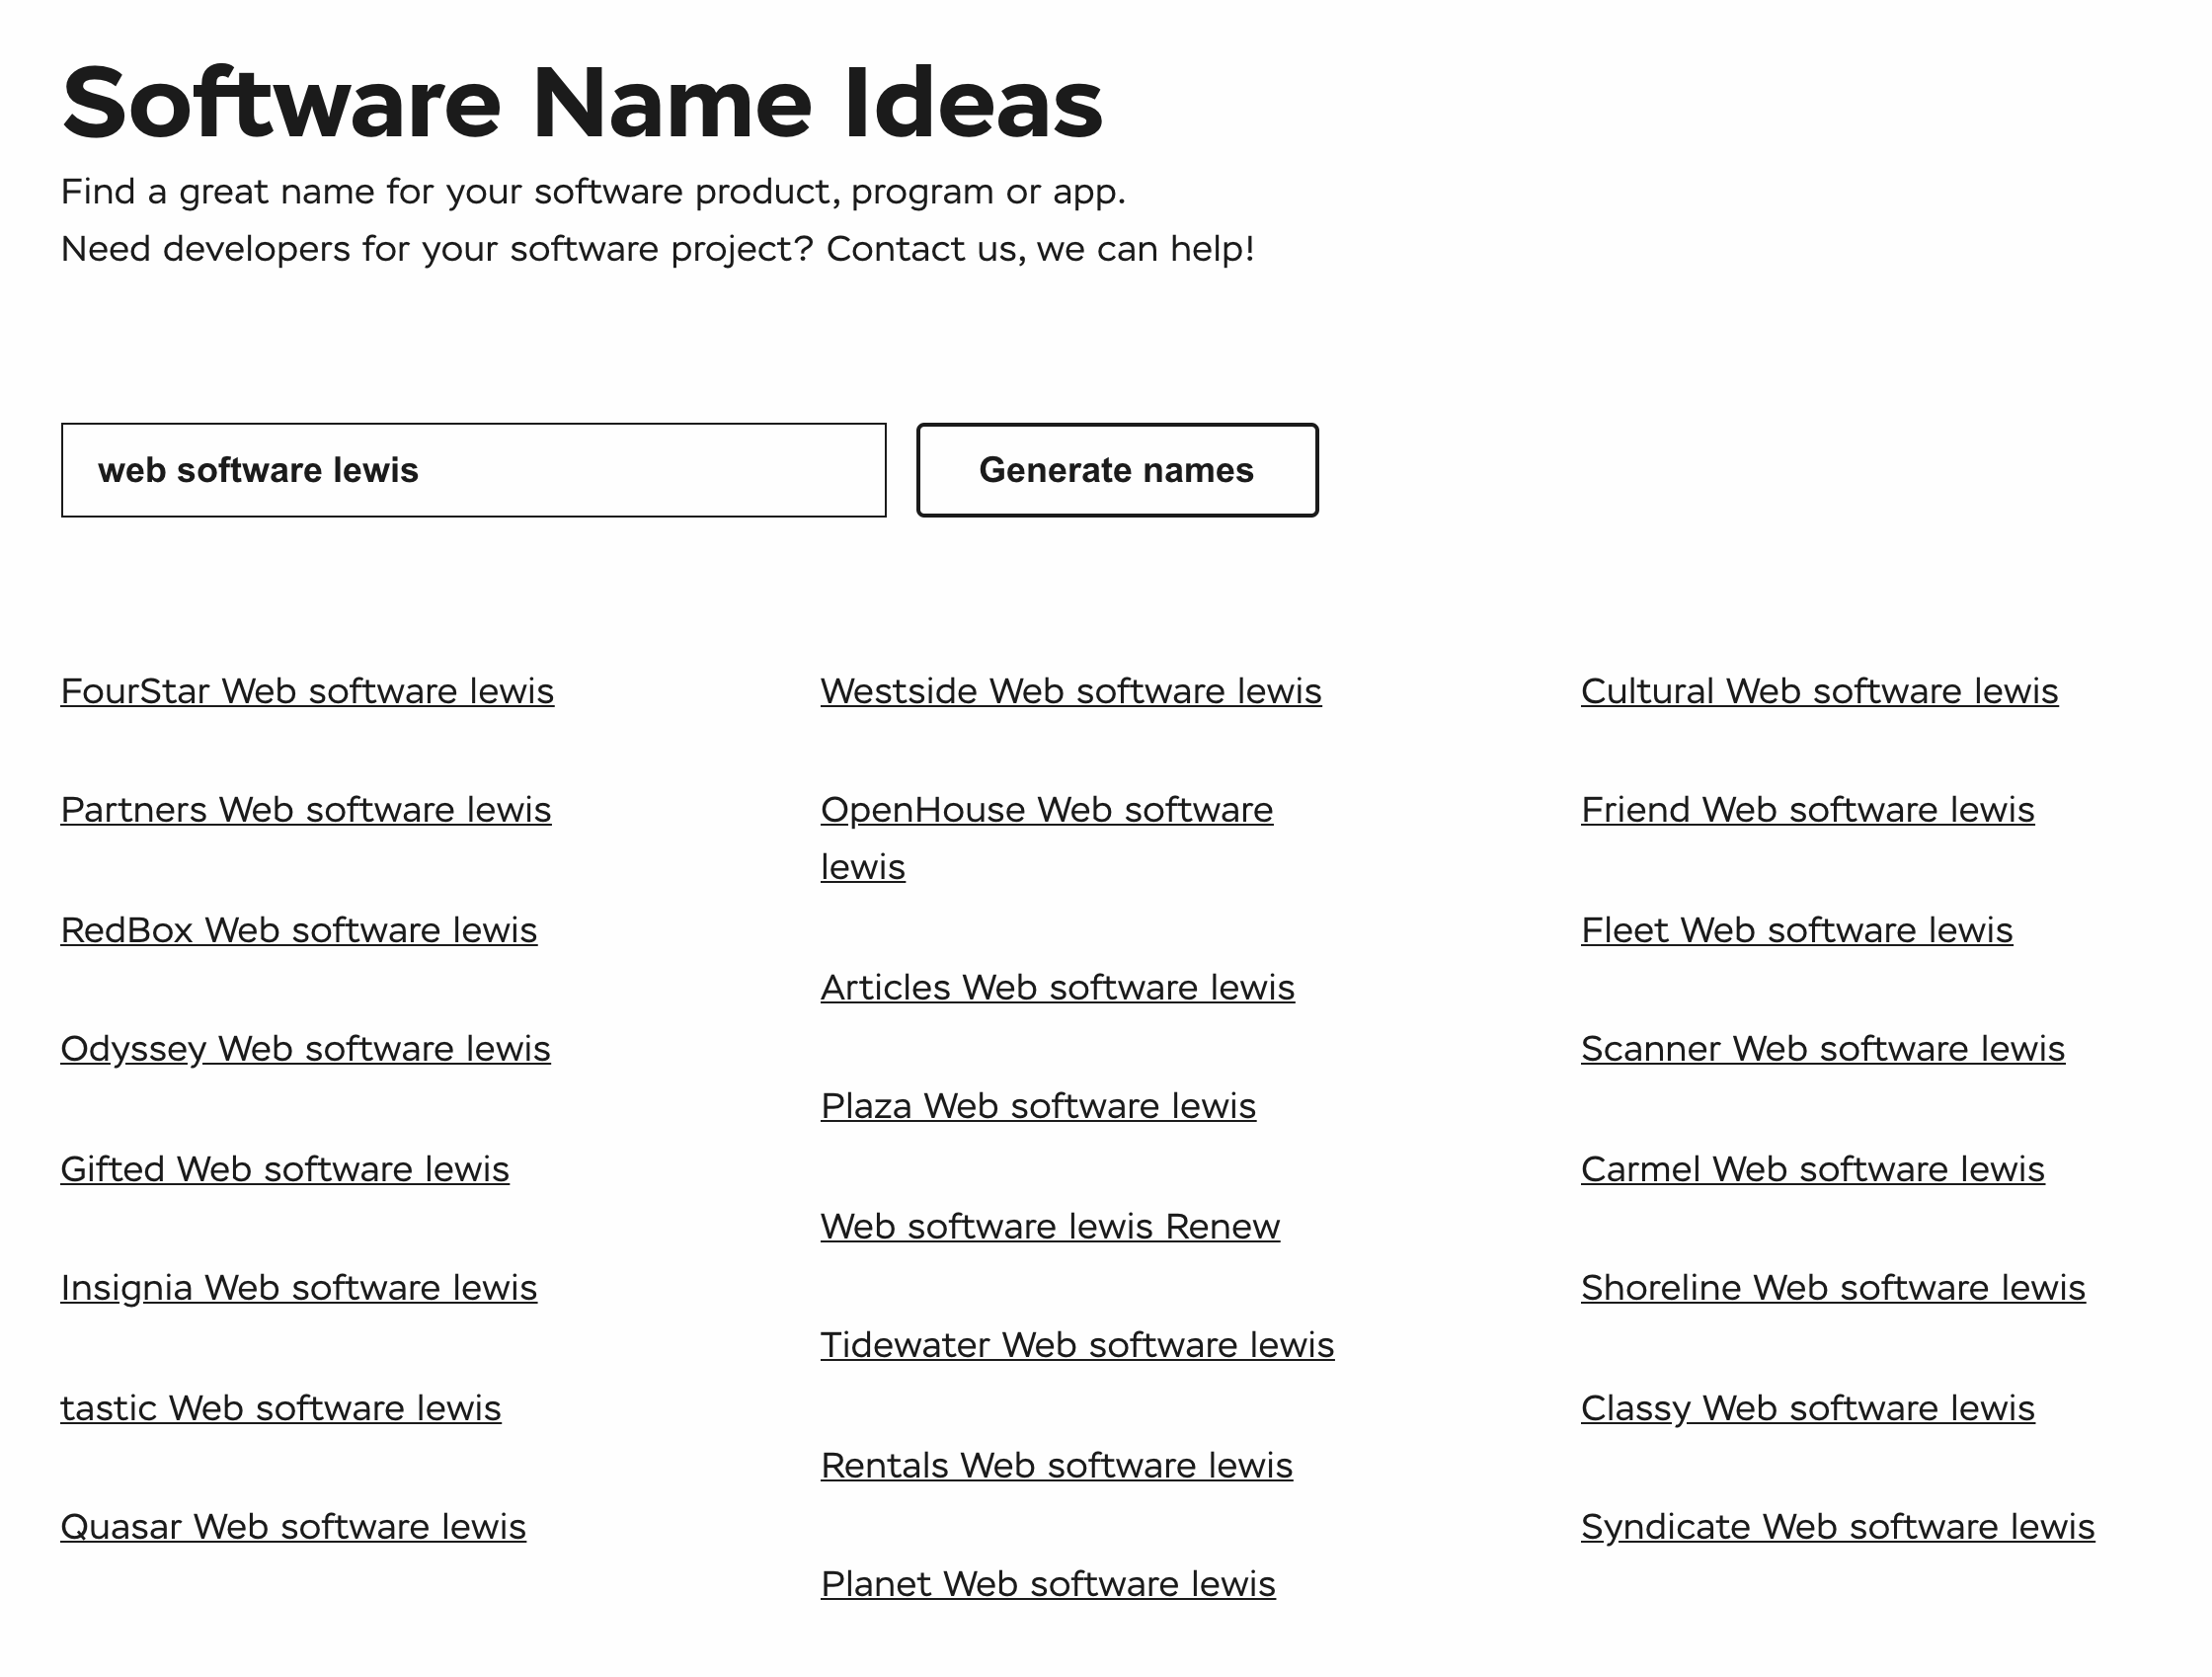 Software Name Ideas
Find a great name for your software product, program or app.
Need developers for your software project? Contact us, we can help!
web software lewis
Generate names
FourStar Web software lewis
Partners Web software lewis
RedBox Web software lewis
Odyssey Web software lewis
Gifted Web software lewis
Insignia Web software lewis
tastic Web software lewis
Quasar Web software lewis
Westside Web software lewis
OpenHouse Web software
lewis
Articles Web software lewis
Plaza Web software lewis
Web software lewis Renew
Tidewater Web software lewis
Rentals Web software lewis
Planet Web software lewis
Cultural Web software lewis
Friend Web software lewis
Fleet Web software lewis
Scanner Web software lewis
Carmel Web software lewis
Shoreline Web software lewis
Classy Web software lewis
Syndicate Web software lewis